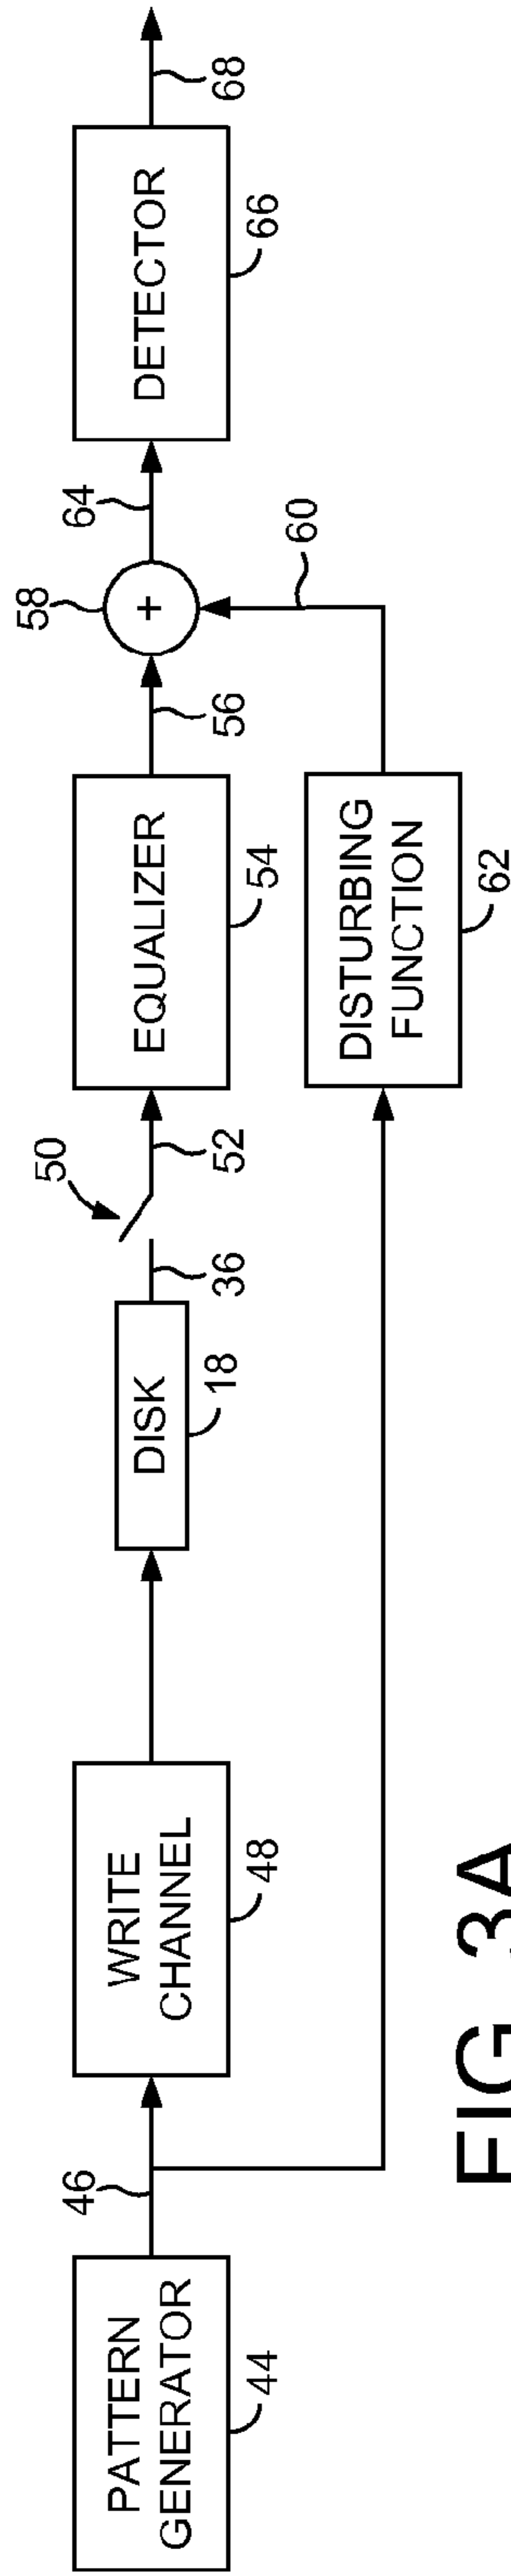 PATTERN
GENERATOR
44
46
WRITE
CHANNEL
48
DISK
18
36
50
52
EQUALIZER
54
56
58
+
60
DISTURBING
FUNCTION
62
64
DETECTOR
66
68
FIG. 3A